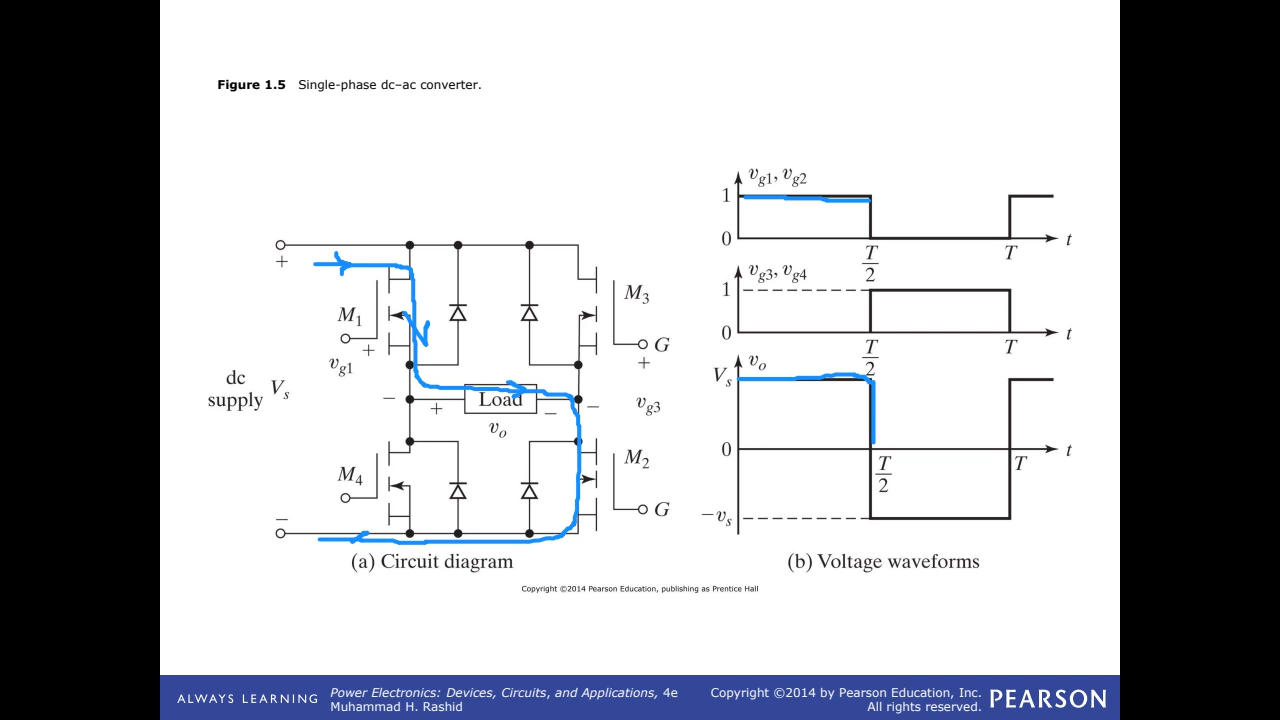 Figure 1.5 Single-phase dc–ac converter.
+
M1
+
vg1
dc
supply
Vs
−
+
Load
−
vo
M3
G
+
−
vg3
M4
M2
G
−
(a) Circuit diagram
vg1, vg2
1
0
T/2
T
t
vg3, vg4
1
0
T/2
T
t
vo
Vs
0
T/2
T
t
−vs
(b) Voltage waveforms
Copyright ©2014 Pearson Education, publishing as Prentice Hall
ALWAYS LEARNING
Power Electronics: Devices, Circuits, and Applications, 4e
Muhammad H. Rashid
Copyright ©2014 by Pearson Education, Inc.
All rights reserved.
PEARSON